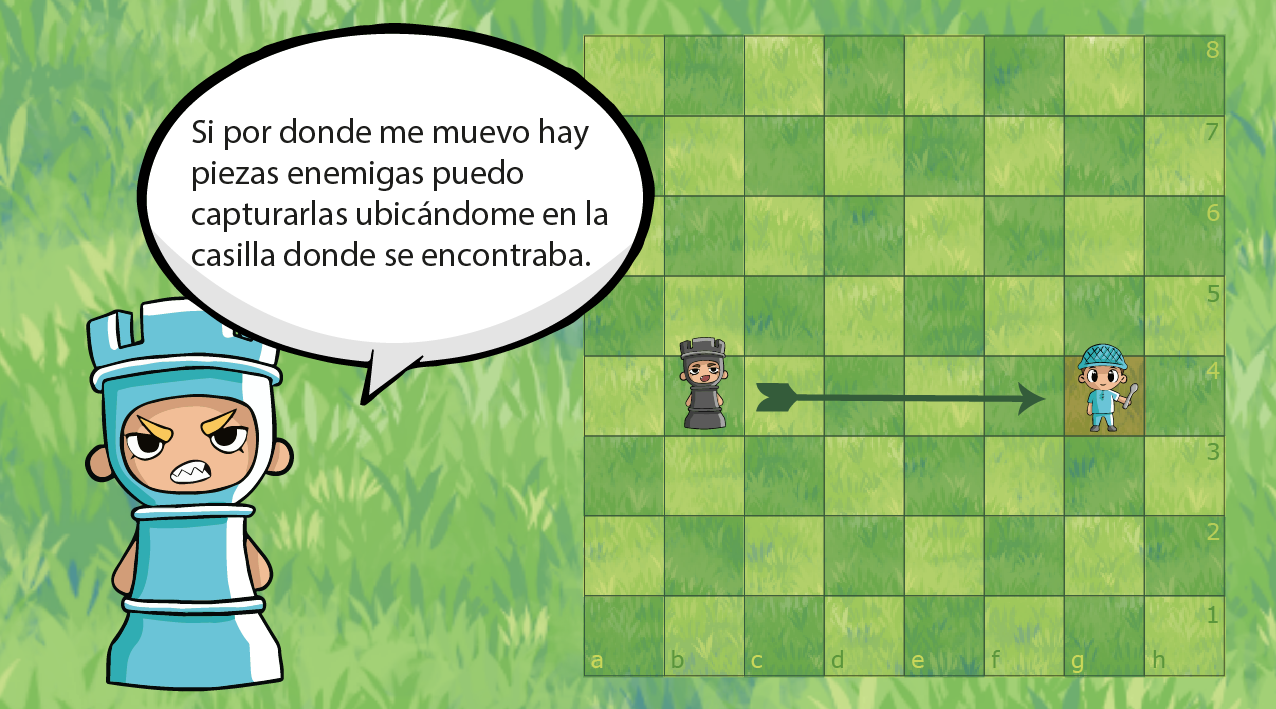 Si por donde me muevo hay
piezas enemigas puedo
capturarlas ubicándome en la
casilla donde se encontraba.
8
7
6
5
4
3
2
1
a b c d e f g h